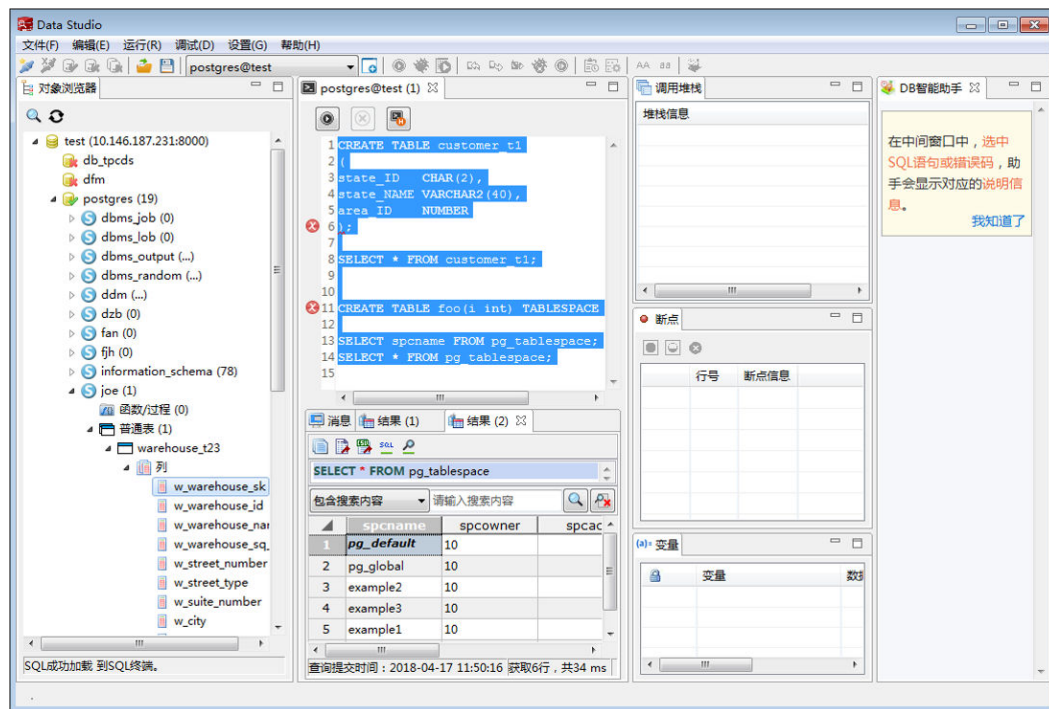 Data Studio
文件(F) 编辑(E) 运行(R) 调试(D) 设置(G) 帮助(H)
postgres@test
对象浏览器
test (10.146.187.231:8000)
db_tpcds
dfm
postgres (19)
dbms_job (0)
dbms_lob (0)
dbms_output (...)
dbms_random (...)
ddm (...)
dzb (0)
fan (0)
fjh (0)
information_schema (78)
joe (1)
函数/过程 (0)
普通表 (1)
warehouse_t23
列
w_warehouse_sk
w_warehouse_id
w_warehouse_nar
w_warehouse_sq_
w_street_number
w_street_type
w_suite_number
w_city
SQL成功加载 到SQL终端。
postgres@test (1)
1 CREATE TABLE customer_t1
2 (
3 state_ID CHAR(2),
4 state_NAME VARCHAR2(40),
5 area_ID NUMBER
6 );
7
8 SELECT * FROM customer_t1;
9
10
11 CREATE TABLE foo(i int) TABLESPACE
12
13 SELECT spcname FROM pg_tablespace;
14 SELECT * FROM pg_tablespace;
15
消息 结果 (1) 结果 (2)
SELECT * FROM pg_tablespace
包含搜索内容 请输入搜索内容
spcname spcowner spcac
1 pg_default 10
2 pg_global 10
3 example2 10
4 example3 10
5 example1 10
查询提交时间：2018-04-17 11:50:16 获取6行，共34 ms
调用堆栈
堆栈信息
断点
行号 断点信息
(a)= 变量
变量 数据
DB智能助手
在中间窗口中，选中
SQL语句或错误码，助
手会显示对应的说明信
息。
我知道了